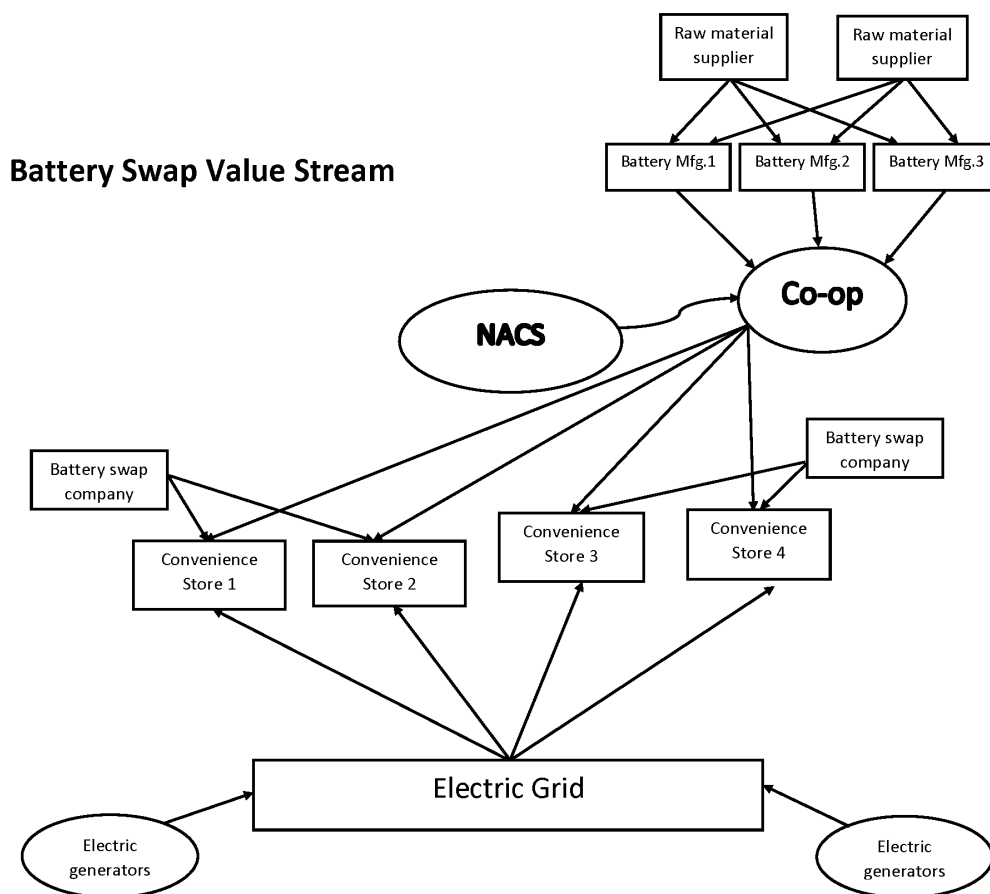 Raw material
supplier
Raw material
supplier
Battery Swap Value Stream
Battery Mfg.1
Battery Mfg.2
Battery Mfg.3
Co-op
NACS
Battery swap
company
Battery swap
company
Convenience
Store 1
Convenience
Store 2
Convenience
Store 3
Convenience
Store 4
Electric Grid
Electric
generators
Electric
generators